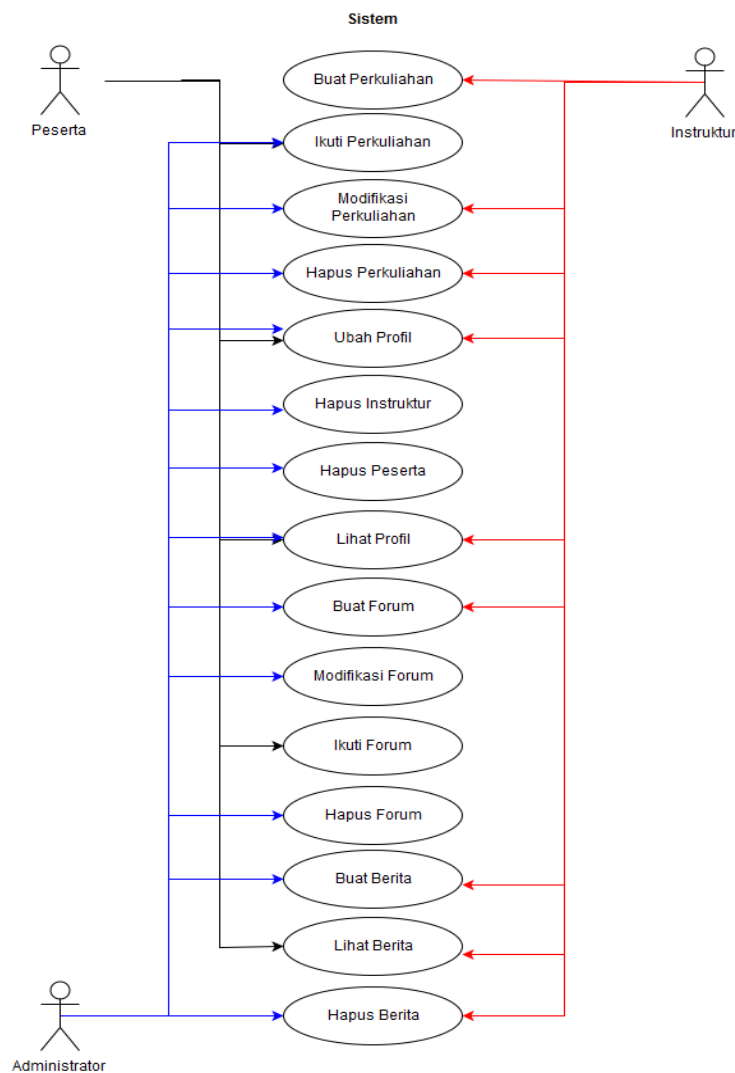 Sistem
Peserta
Instruktur
Buat Perkuliahan
Ikuti Perkuliahan
Modifikasi
Perkuliahan
Hapus Perkuliahan
Ubah Profil
Hapus Instruktur
Hapus Peserta
Lihat Profil
Buat Forum
Modifikasi Forum
Ikuti Forum
Hapus Forum
Buat Berita
Lihat Berita
Hapus Berita
Administrator